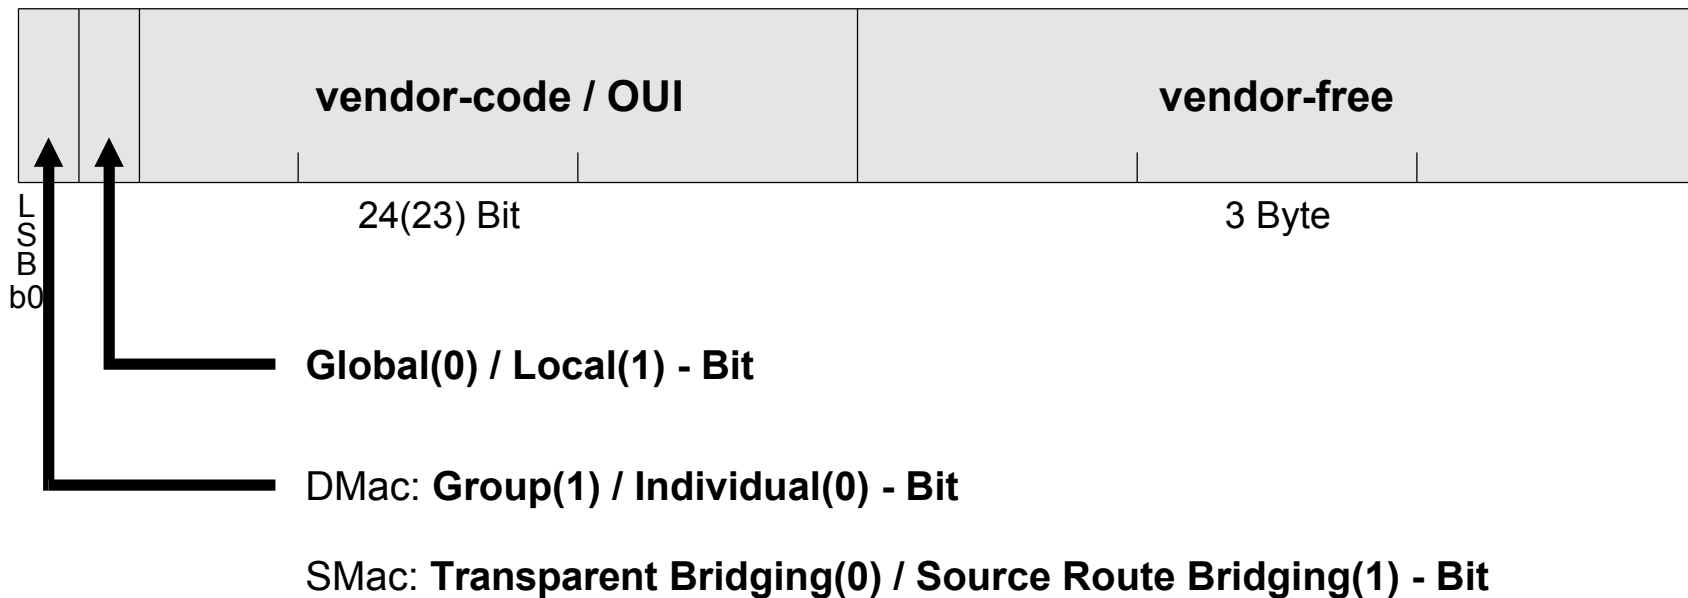 vendor-code / OUI
vendor-free
L
S
B
b0
24(23) Bit
3 Byte
Global(0) / Local(1) - Bit
DMac: Group(1) / Individual(0) - Bit
SMac: Transparent Bridging(0) / Source Route Bridging(1) - Bit